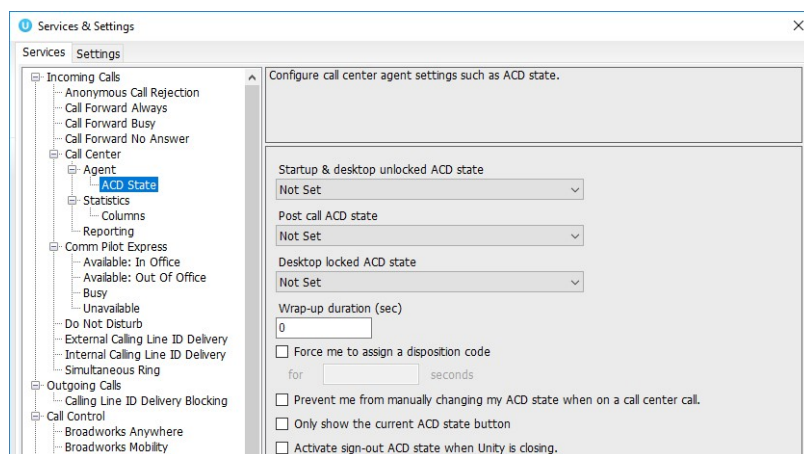 Services & Settings
Services Settings
Incoming Calls
Anonymous Call Rejection
Call Forward Always
Call Forward Busy
Call Forward No Answer
Call Center
Agent
ACD State
Statistics
Columns
Reporting
Comm Pilot Express
Available: In Office
Available: Out Of Office
Busy
Unavailable
Do Not Disturb
External Calling Line ID Delivery
Internal Calling Line ID Delivery
Simultaneous Ring
Outgoing Calls
Calling Line ID Delivery Blocking
Call Control
Broadworks Anywhere
Broadworks Mobility
Configure call center agent settings such as ACD state.
Startup & desktop unlocked ACD state
Not Set
Post call ACD state
Not Set
Desktop locked ACD state
Not Set
Wrap-up duration (sec)
0
Force me to assign a disposition code
for seconds
Prevent me from manually changing my ACD state when on a call center call.
Only show the current ACD state button
Activate sign-out ACD state when Unity is closing.